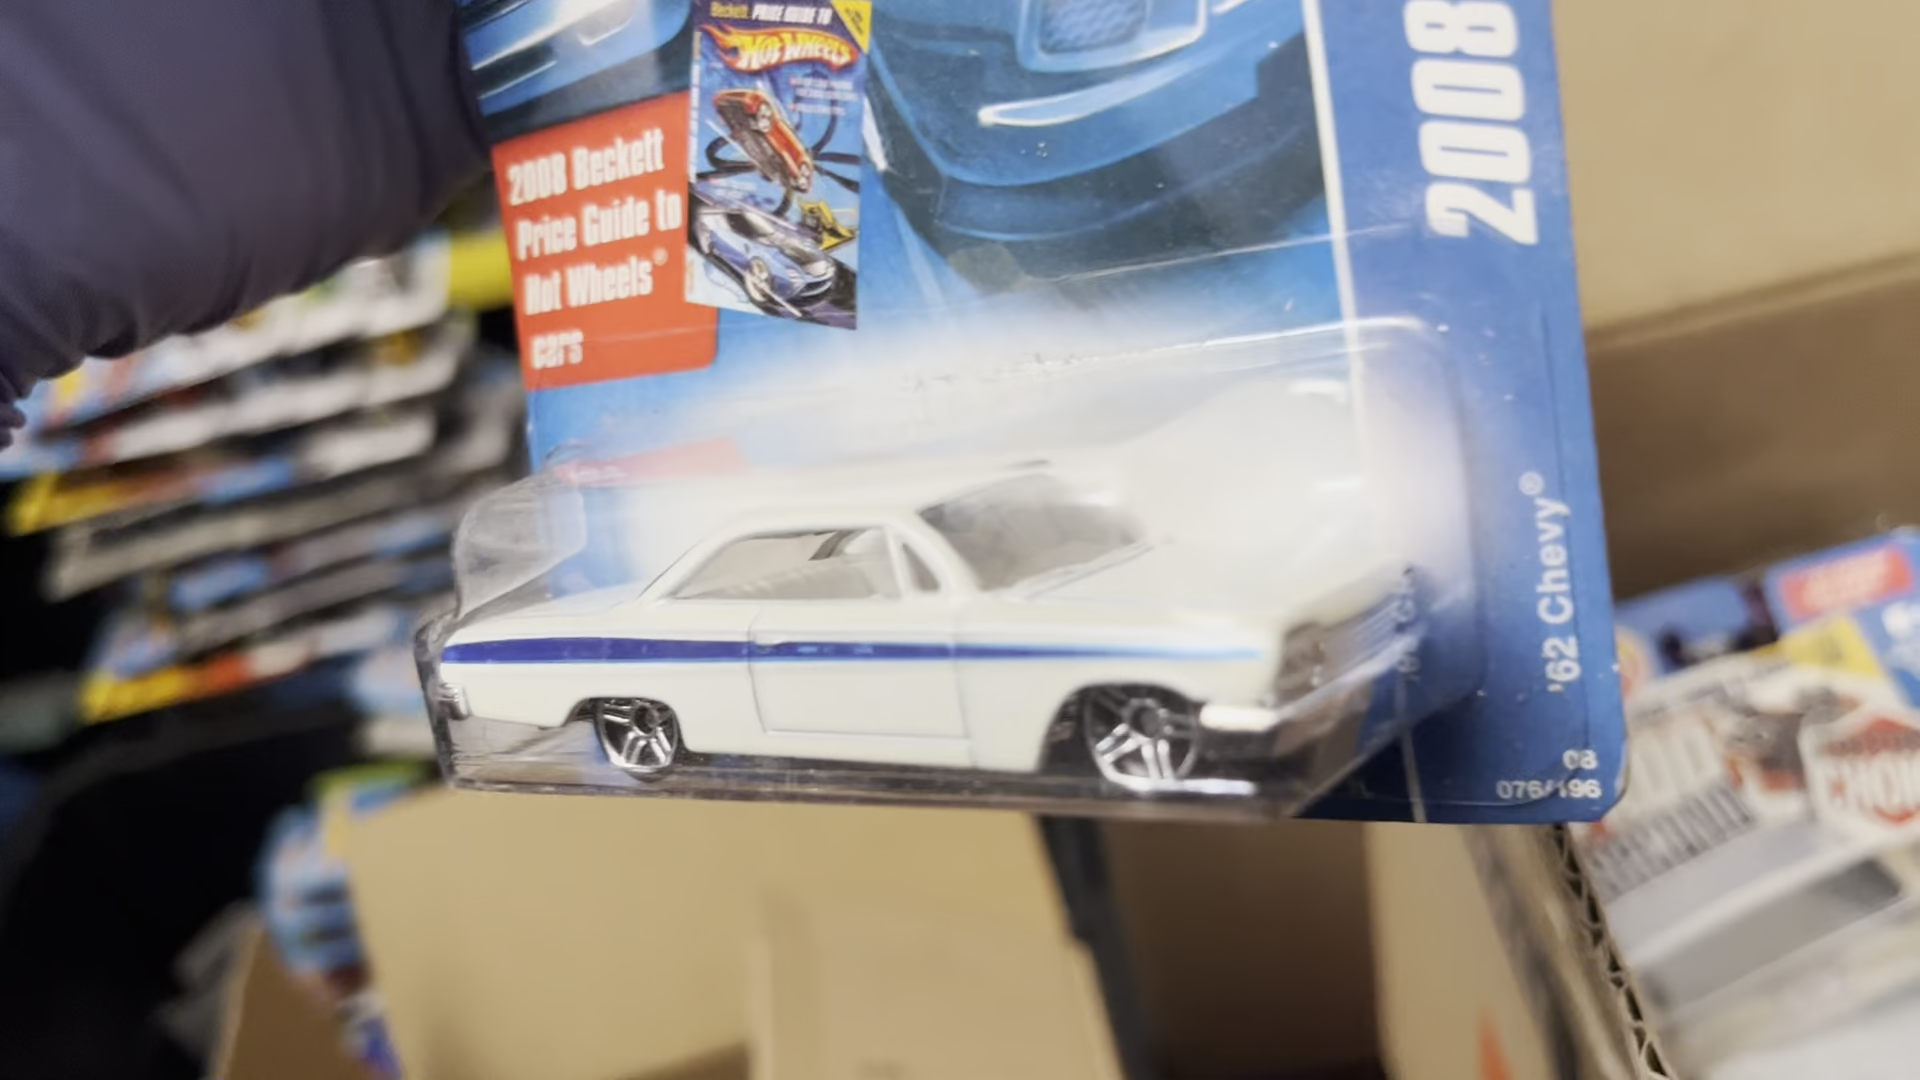 Beckett PRICE GUIDE TO
HOT WHEELS
2008 Beckett
Price Guide to
Hot Wheels®
cars
2008
'62 Chevy®
08
076/196